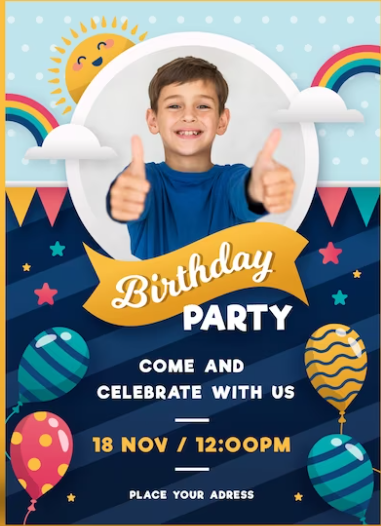 Birthday
PARTY
COME AND
CELEBRATE WITH US
18 NOV / 12:00PM
PLACE YOUR ADRESS